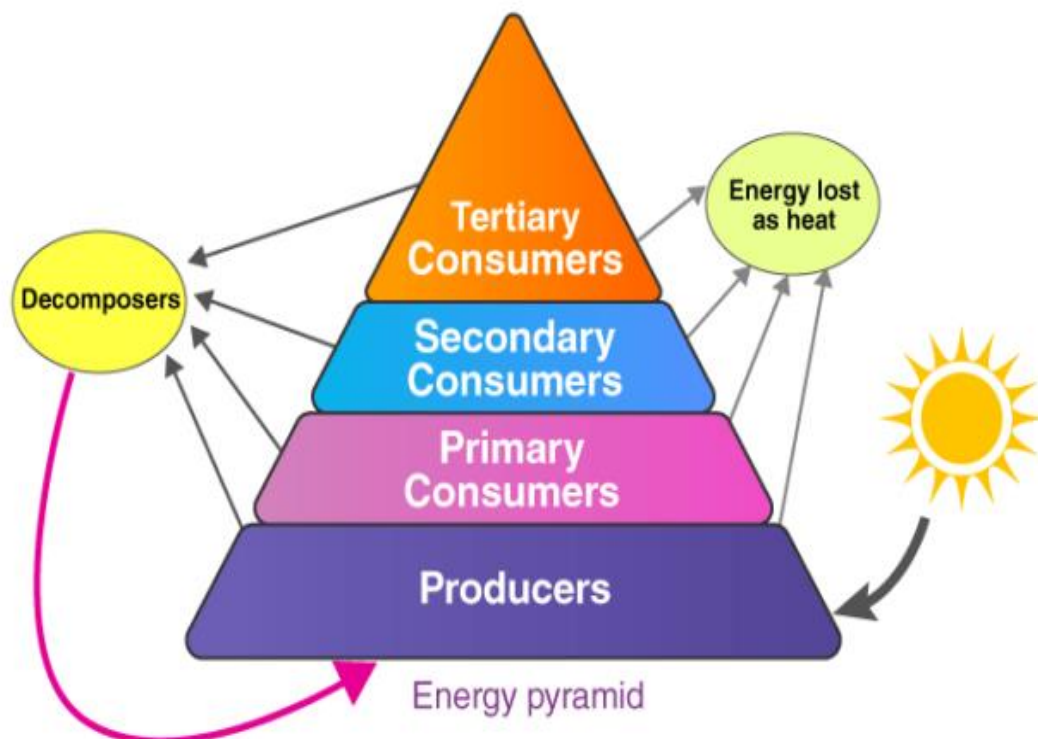 Tertiary
Consumers
Energy lost
as heat
Decomposers
Secondary
Consumers
Primary
Consumers
Producers
Energy pyramid